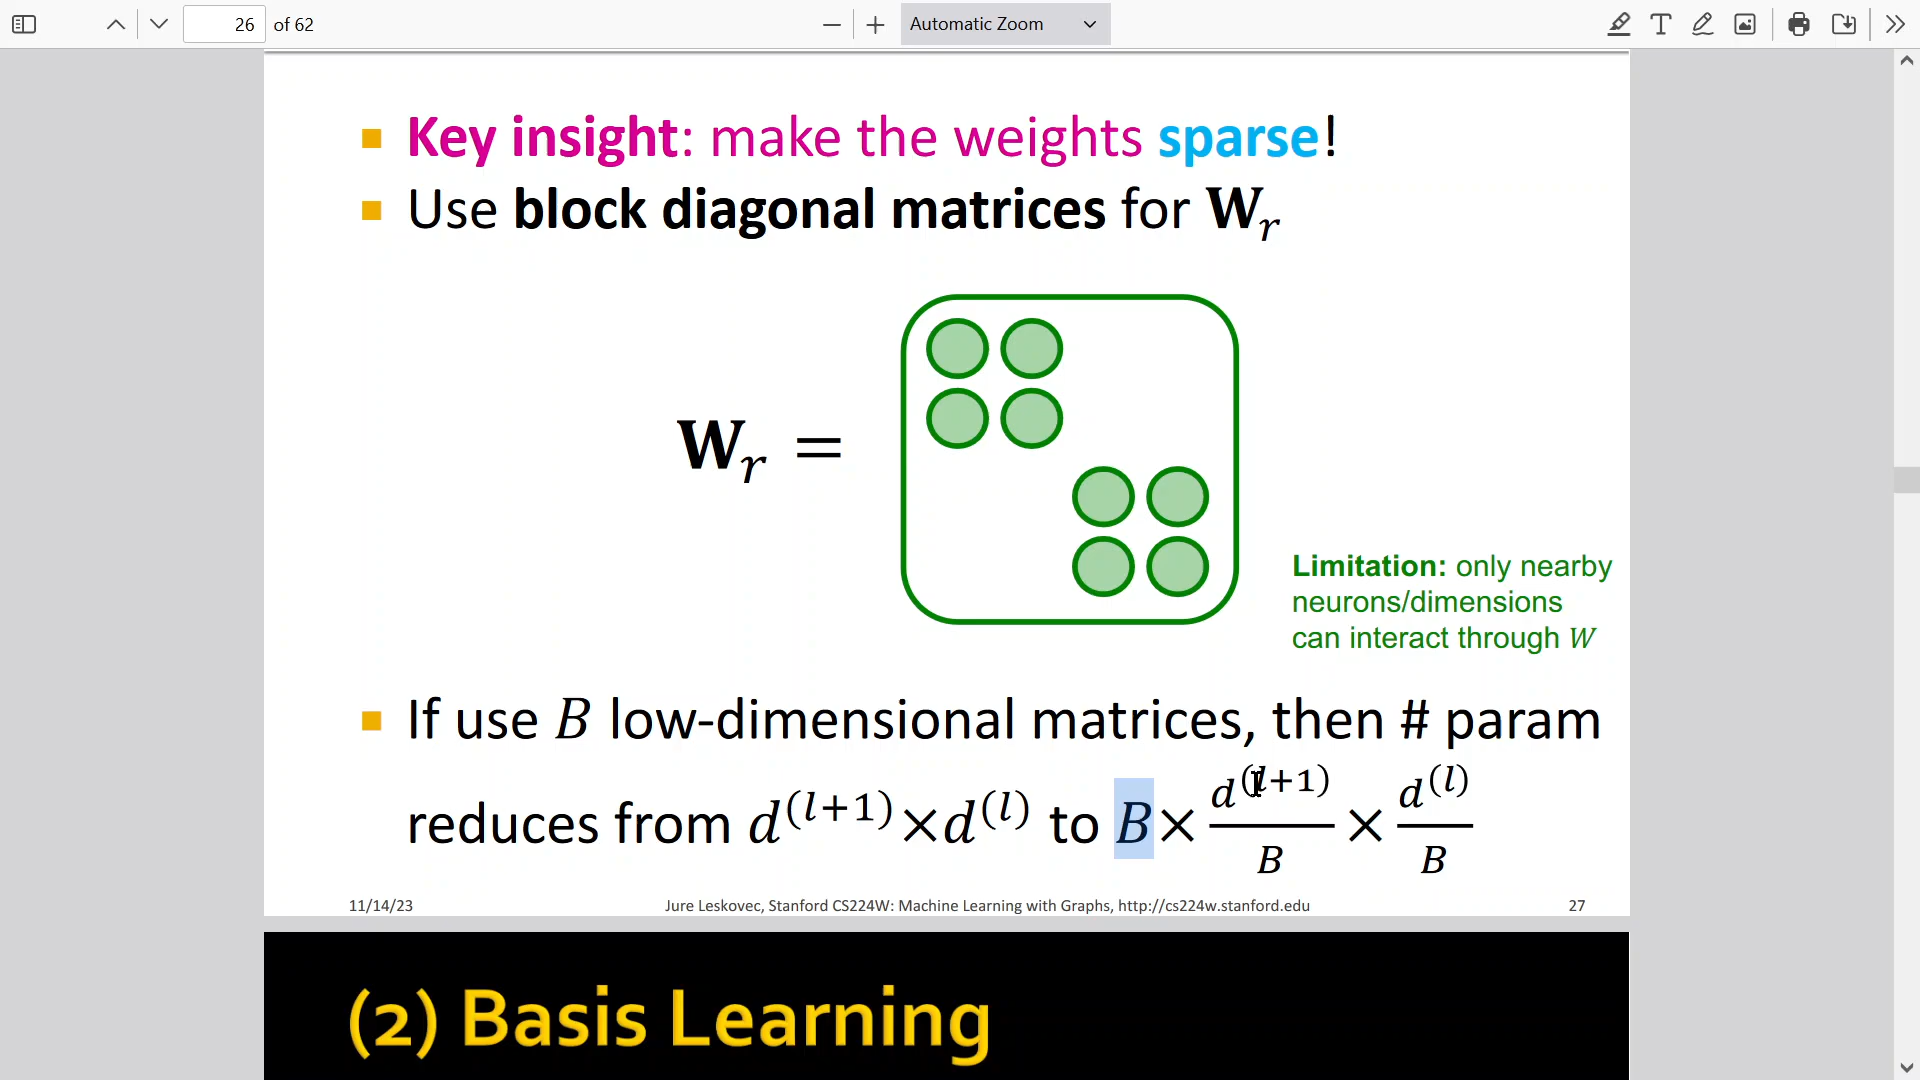 26 of 62
Automatic Zoom
Key insight: make the weights sparse!
Use block diagonal matrices for W_r
W_r =
Limitation: only nearby
neurons/dimensions
can interact through W
If use B low-dimensional matrices, then # param
reduces from d^(l+1)×d^(l) to B×d^(l+1)/B×d^(l)/B
11/14/23
Jure Leskovec, Stanford CS224W: Machine Learning with Graphs, http://cs224w.stanford.edu
27
(2) Basis Learning